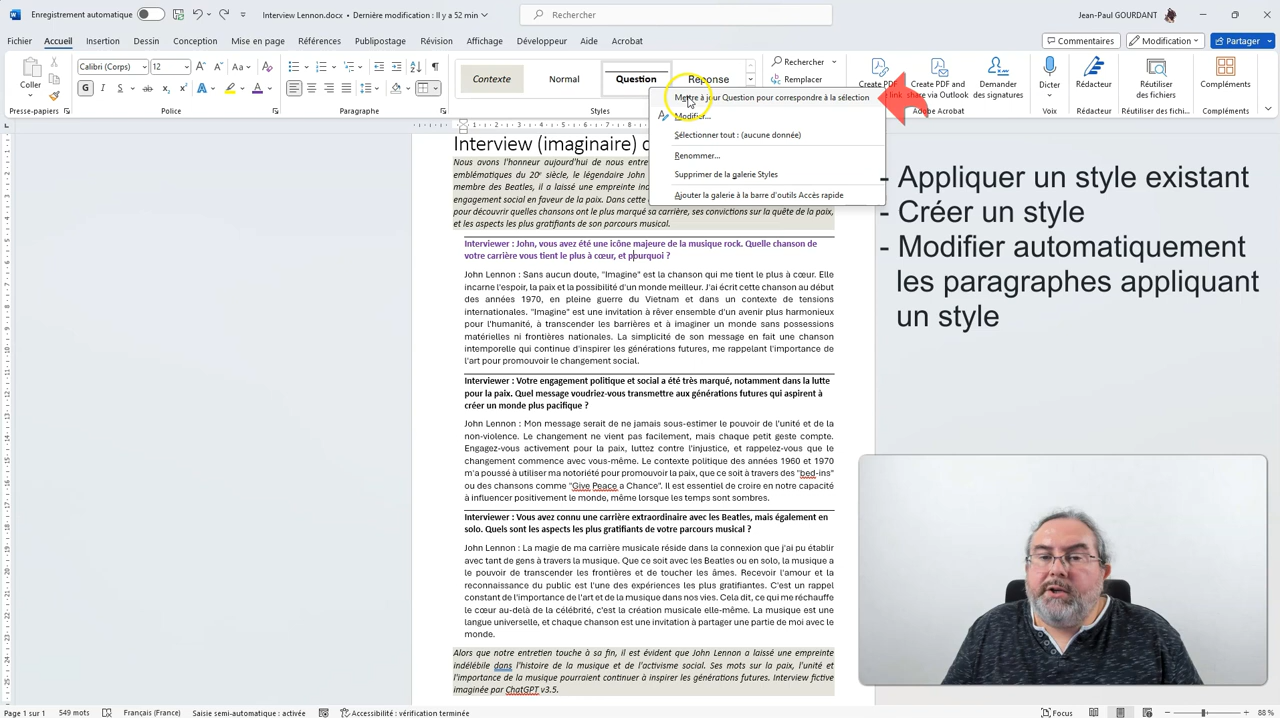 Enregistrement automatique
Interview Lennon.docx • Dernière modification : Il y a 52 min
Rechercher
Jean-Paul GOURDANT
Fichier Accueil Insertion Dessin Conception Mise en page Références Publipostage Révision Affichage Développeur Aide Acrobat
Commentaires Modification Partager
Coller
Calibri (Corps) 12
Contexte Normal Question Réponse
Rechercher
Remplacer
Create PDF
link
Create PDF and
share via Outlook
Demander
des signatures
Dicter
Rédacteur
Réutiliser
des fichiers
Compléments
Presse-papiers
Police
Paragraphe
Styles
Adobe Acrobat
Voix
Rédacteur
Réutiliser les fichiers
Compléments
Mettre à jour Question pour correspondre à la sélection
Modifier...
Sélectionner tout : (aucune donnée)
Renommer...
Supprimer de la galerie Styles
Ajouter la galerie à la barre d'outils Accès rapide
Interview (imaginaire) d
Nous avons l'honneur aujourd'hui de nous entre
emblématiques du 20e siècle, le légendaire John
membre des Beatles, il a laissé une empreinte ind
engagement social en faveur de la paix. Dans cette
pour découvrir quelles chansons ont le plus marqué sa carrière, ses convictions sur la quête de la paix,
et les aspects les plus gratifiants de son parcours musical.
Interviewer : John, vous avez été une icône majeure de la musique rock. Quelle chanson de
votre carrière vous tient le plus à cœur, et pourquoi ?
John Lennon : Sans aucun doute, "Imagine" est la chanson qui me tient le plus à cœur. Elle
incarne l'espoir, la paix et la possibilité d'un monde meilleur. J'ai écrit cette chanson au début
des années 1970, en pleine guerre du Vietnam et dans un contexte de tensions
internationales. "Imagine" est une invitation à rêver ensemble d'un avenir plus harmonieux
pour l'humanité, à transcender les barrières et à imaginer un monde sans possessions
matérielles ni frontières nationales. La simplicité de son message en fait une chanson
intemporelle qui continue d'inspirer les générations futures, me rappelant l'importance de
l'art pour promouvoir le changement social.
Interviewer : Votre engagement politique et social a été très marqué, notamment dans la lutte
pour la paix. Quel message voudriez-vous transmettre aux générations futures qui aspirent à
créer un monde plus pacifique ?
John Lennon : Mon message serait de ne jamais sous-estimer le pouvoir de l'unité et de la
non-violence. Le changement ne vient pas facilement, mais chaque petit geste compte.
Engagez-vous activement pour la paix, luttez contre l'injustice, et rappelez-vous que le
changement commence avec vous-même. Le contexte politique des années 1960 et 1970
m'a poussé à utiliser ma notoriété pour promouvoir la paix, que ce soit à travers des "bed-ins"
ou des chansons comme "Give Peace a Chance". Il est essentiel de croire en notre capacité
à influencer positivement le monde, même lorsque les temps sont sombres.
Interviewer : Vous avez connu une carrière extraordinaire avec les Beatles, mais également en
solo. Quels sont les aspects les plus gratifiants de votre parcours musical ?
John Lennon : La magie de ma carrière musicale réside dans la connexion que j'ai pu établir
avec tant de gens à travers la musique. Que ce soit avec les Beatles ou en solo, la musique a
le pouvoir de transcender les frontières et de toucher les âmes. Recevoir l'amour et la
reconnaissance du public est l'une des expériences les plus gratifiantes. C'est un rappel
constant de l'importance de l'art et de la musique dans nos vies. Cela dit, ce qui me réchauffe
le cœur au-delà de la célébrité, c'est la création musicale elle-même. La musique est une
langue universelle, et chaque chanson est une invitation à partager une partie de moi avec le
monde.
Alors que notre entretien touche à sa fin, il est évident que John Lennon a laissé une empreinte
indélébile dans l'histoire de la musique et de l'activisme social. Ses mots sur la paix, l'unité et
l'importance de la musique pourraient continuer à inspirer les générations futures. Interview fictive
imaginée par ChatGPT v3.5.
- Appliquer un style existant
- Créer un style
- Modifier automatiquement
les paragraphes appliquant
un style
Page 1 sur 1 549 mots Français (France) Saisie semi-automatique : activée Accessibilité : vérification terminée
Focus 88 %